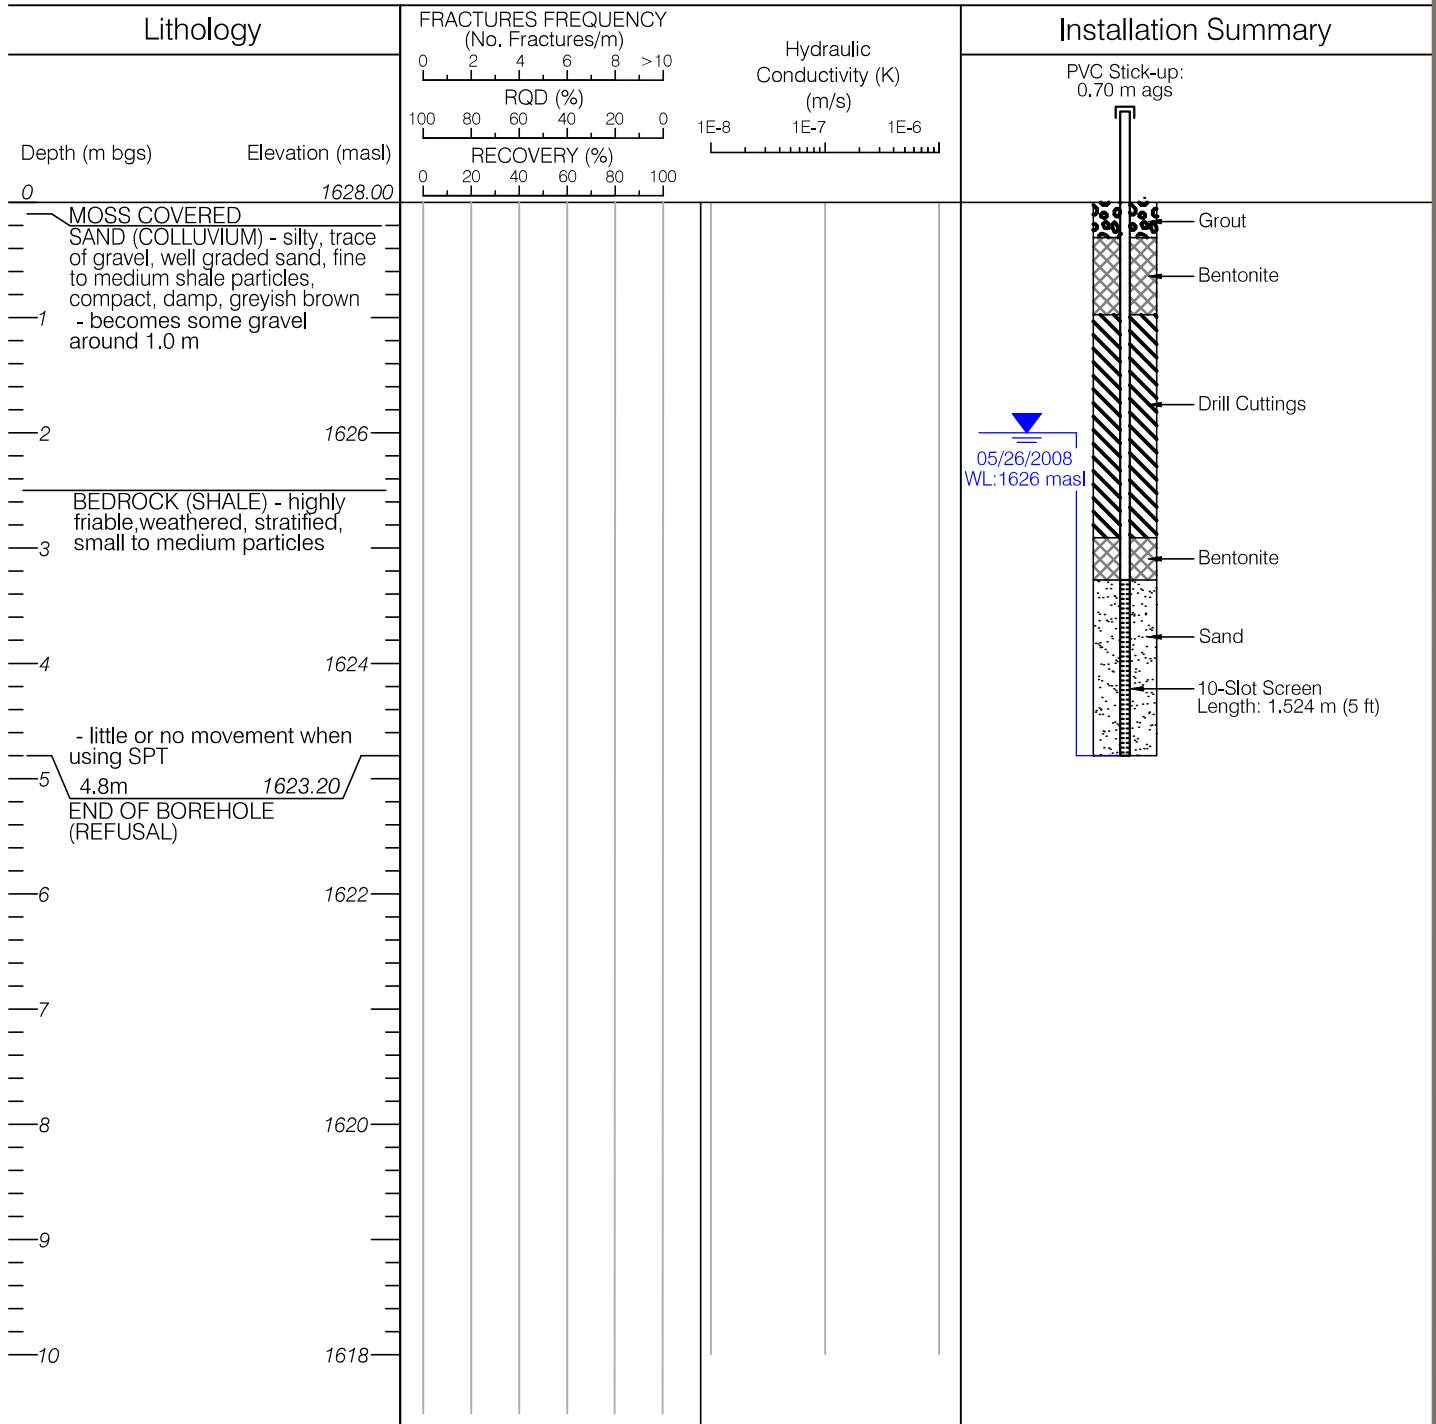 Lithology
Depth (m bgs)
Elevation (masl)
0
1628.00
MOSS COVERED
SAND (COLLUVIUM) - silty, trace
of gravel, well graded sand, fine
to medium shale particles,
compact, damp, greyish brown
1
- becomes some gravel
around 1.0 m
2
1626
BEDROCK (SHALE) - highly
friable,weathered, stratified,
small to medium particles
3
4
1624
- little or no movement when
using SPT
5
4.8m
1623.20
END OF BOREHOLE
(REFUSAL)
6
1622
7
8
1620
9
10
1618
FRACTURES FREQUENCY
(No. Fractures/m)
0 2 4 6 8 >10
RQD (%)
100 80 60 40 20 0
RECOVERY (%)
0 20 40 60 80 100
Hydraulic
Conductivity (K)
(m/s)
1E-8 1E-7 1E-6
Installation Summary
PVC Stick-up:
0.70 m ags
Grout
Bentonite
Drill Cuttings
05/26/2008
WL:1626 masl
Bentonite
Sand
10-Slot Screen
Length: 1.524 m (5 ft)